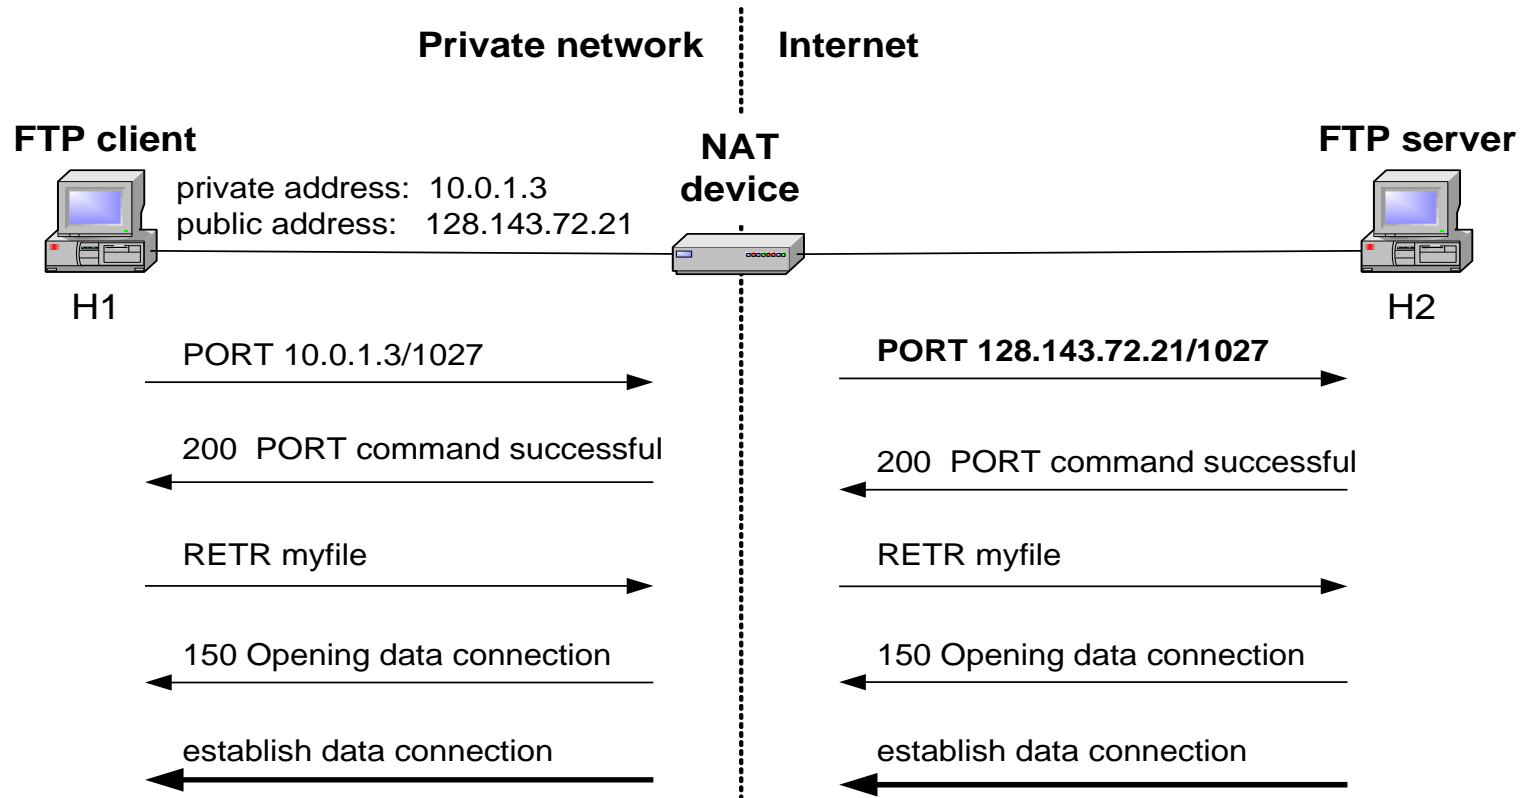 Private network
Internet
FTP client
NAT
device
FTP server
private address: 10.0.1.3
public address: 128.143.72.21
H1
H2
PORT 10.0.1.3/1027
PORT 128.143.72.21/1027
200 PORT command successful
200 PORT command successful
RETR myfile
RETR myfile
150 Opening data connection
150 Opening data connection
establish data connection
establish data connection